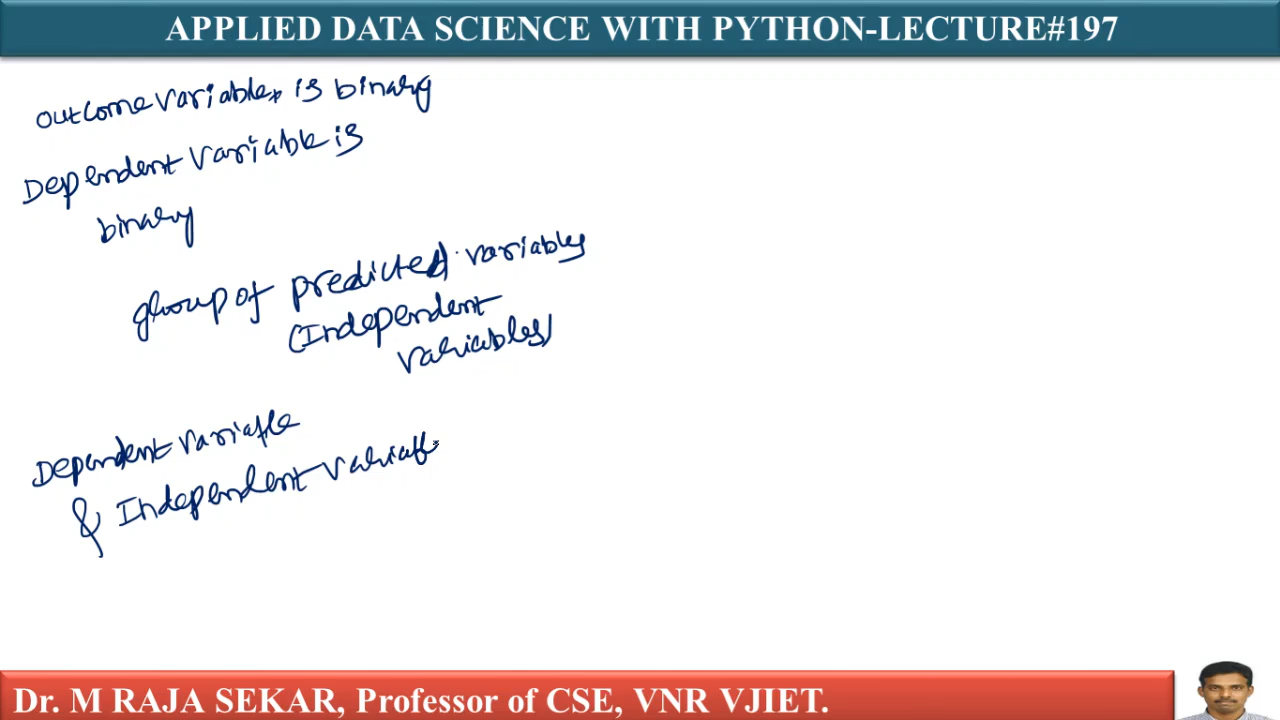 APPLIED DATA SCIENCE WITH PYTHON-LECTURE#197
outcome variable is binary
Dependent variable is
binary
group of predicted variables
(Independent
variables)
Dependent variable
& Independent variab
Dr. M RAJA SEKAR, Professor of CSE, VNR VJIET.